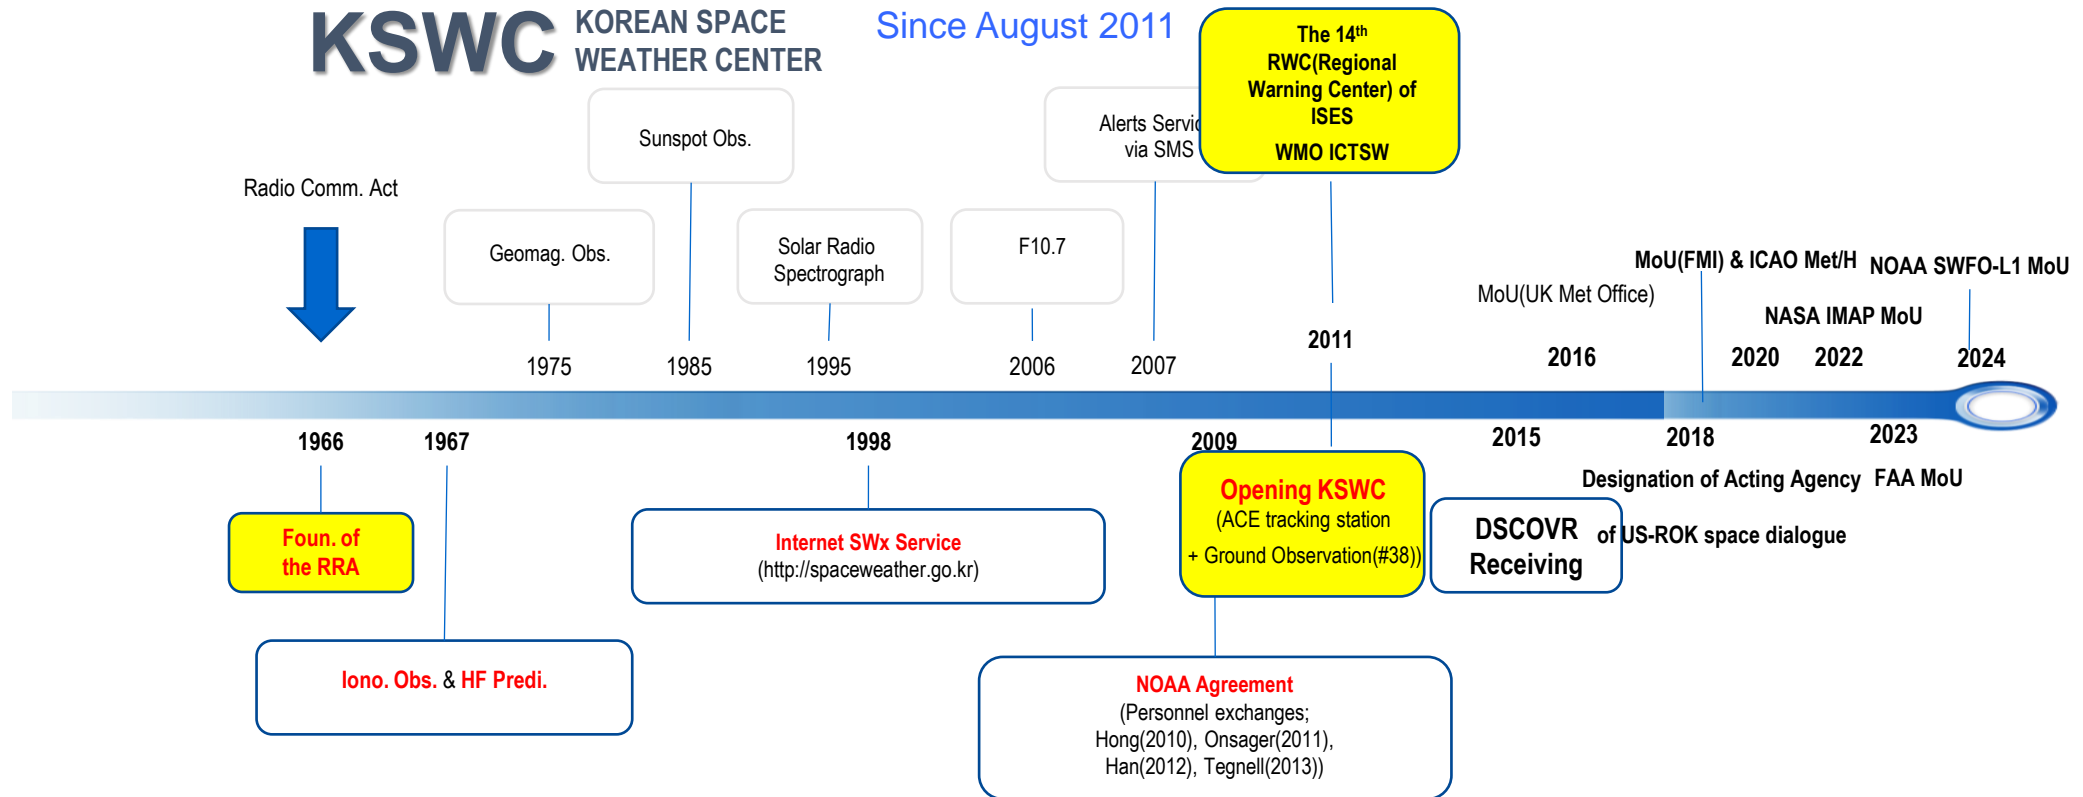 KSWC
KOREAN SPACE
WEATHER CENTER
Since August 2011
The 14th
RWC(Regional
Warning Center) of
ISES
WMO ICTSW
Sunspot Obs.
Alerts Servic
via SMS
Radio Comm. Act
Geomag. Obs.
Solar Radio
Spectrograph
F10.7
MoU(FMI) & ICAO Met/H
NOAA SWFO-L1 MoU
MoU(UK Met Office)
NASA IMAP MoU
1975
1985
1995
2006
2007
2011
2016
2020
2022
2024
1966
1967
1998
2009
2015
2018
2023
Foun. of
the RRA
Iono. Obs. & HF Predi.
Internet SWx Service
(http://spaceweather.go.kr)
Opening KSWC
(ACE tracking station
+ Ground Observation(#38))
DSCOVR
Receiving
Designation of Acting Agency
of US-ROK space dialogue
FAA MoU
NOAA Agreement
(Personnel exchanges;
Hong(2010), Onsager(2011),
Han(2012), Tegnell(2013))